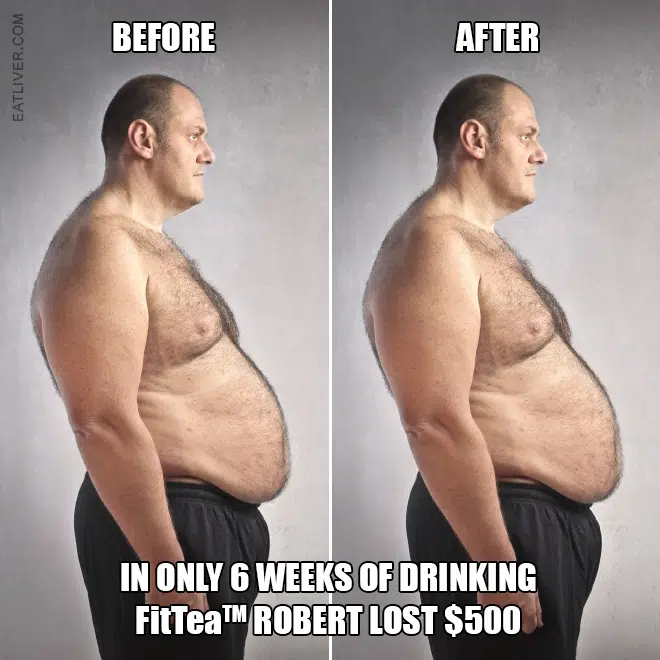 EATLIVER.COM
BEFORE
AFTER
IN ONLY 6 WEEKS OF DRINKING
FitTea™ ROBERT LOST $500